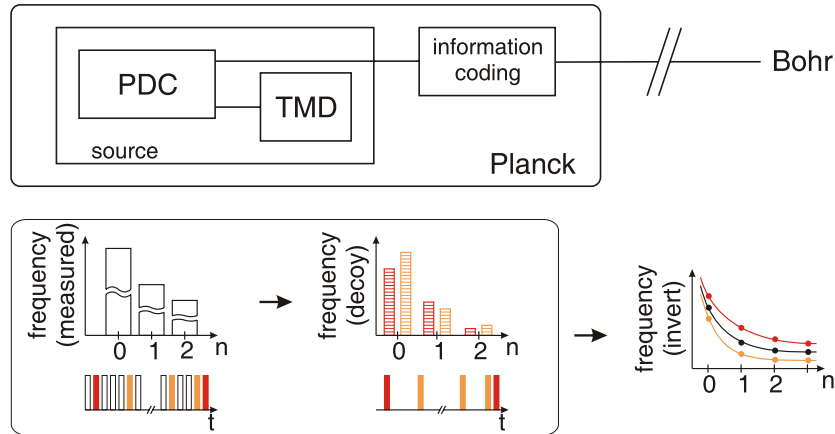 PDC
TMD
source
information
coding
Planck
Bohr
frequency
(measured)
0 1 2 n
t
frequency
(decoy)
0 1 2 n
t
frequency
(invert)
0 1 2 n